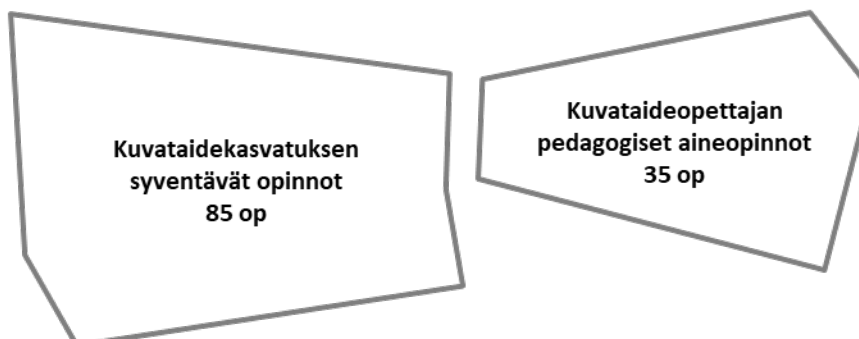 Kuvataidekasvatuksen
syventävät opinnot
85 op
Kuvataideopettajan
pedagogiset aineopinnot
35 op